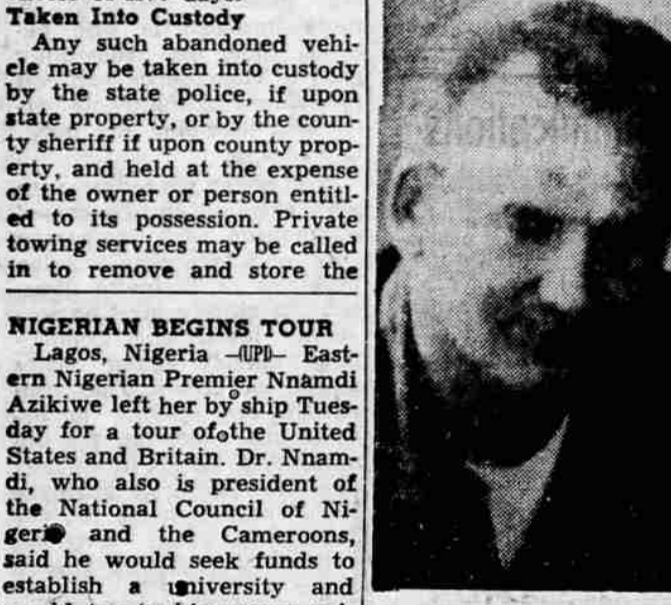 Taken Into Custody
Any such abandoned vehi-
cle may be taken into custody
by the state police, if upon
state property, or by the coun-
ty sheriff if upon county prop-
erty, and held at the expense
of the owner or person entitl-
ed to its possession. Private
towing services may be called
in to remove and store the
NIGERIAN BEGINS TOUR
Lagos, Nigeria —(UPI)— East-
ern Nigerian Premier Nnamdi
Azikiwe left her by ship Tues-
day for a tour of the United
States and Britain. Dr. Nnam-
di, who also is president of
the National Council of Ni-
geria and the Cameroons,
said he would seek funds to
establish a university and